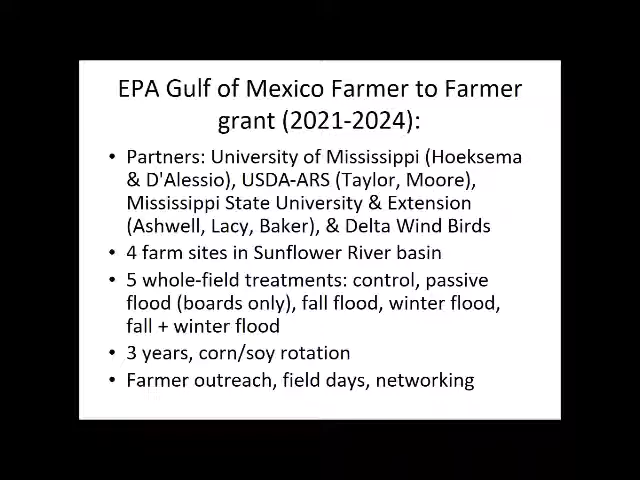 EPA Gulf of Mexico Farmer to Farmer
grant (2021-2024):
• Partners: University of Mississippi (Hoeksema
& D'Alessio), USDA-ARS (Taylor, Moore),
Mississippi State University & Extension
(Ashwell, Lacy, Baker), & Delta Wind Birds
• 4 farm sites in Sunflower River basin
• 5 whole-field treatments: control, passive
flood (boards only), fall flood, winter flood,
fall + winter flood
• 3 years, corn/soy rotation
• Farmer outreach, field days, networking